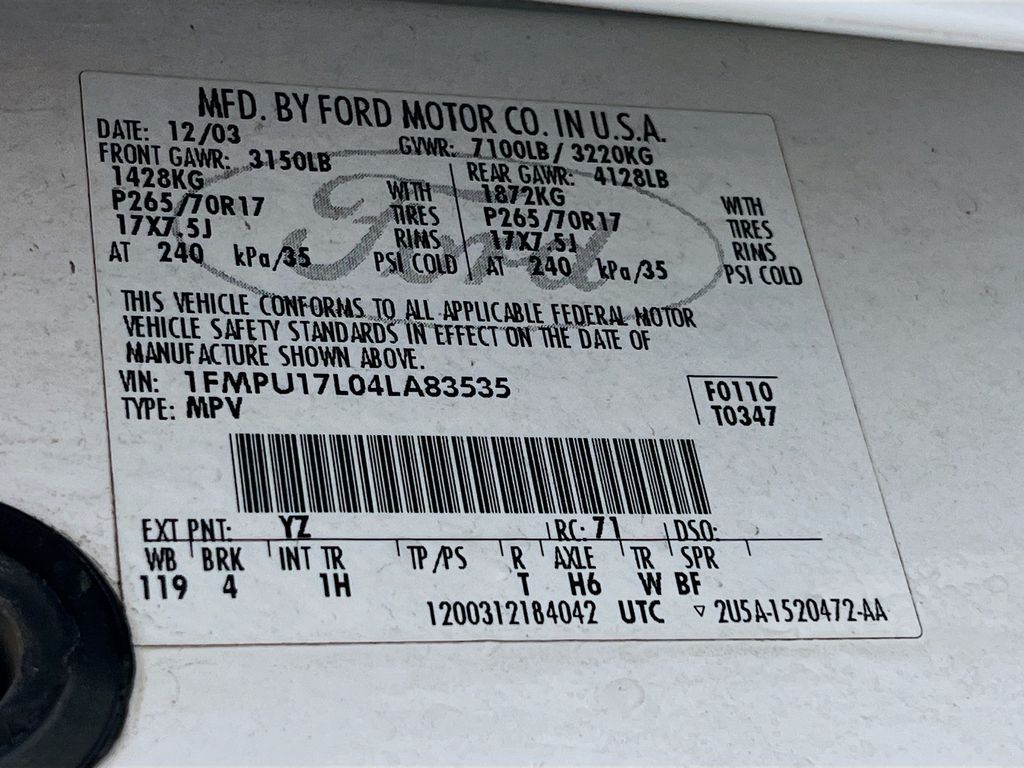 MFD. BY FORD MOTOR CO. IN U.S.A.
DATE: 12/03 GVWR: 7100LB / 3220KG
FRONT GAWR: 3150LB REAR GAWR: 4128LB
1428KG WITH 1872KG WITH
P265/70R17 TIRES P265/70R17 TIRES
17X7.5J RIMS 17X7.5J RIMS
AT 240 kPa/35 PSI COLD AT 240 kPa/35 PSI COLD
Ford
THIS VEHICLE CONFORMS TO ALL APPLICABLE FEDERAL MOTOR
VEHICLE SAFETY STANDARDS IN EFFECT ON THE DATE OF
MANUFACTURE SHOWN ABOVE.
VIN: 1FMPU17L04LA83535 F0110
TYPE: MPV T0347
EXT PNT: YZ RC: 71 DSO:
WB BRK INT TR TP/PS R AXLE TR SPR
119 4 1H T H6 W BF
1200312184042 UTC ▽ 2U5A-1520472-AA